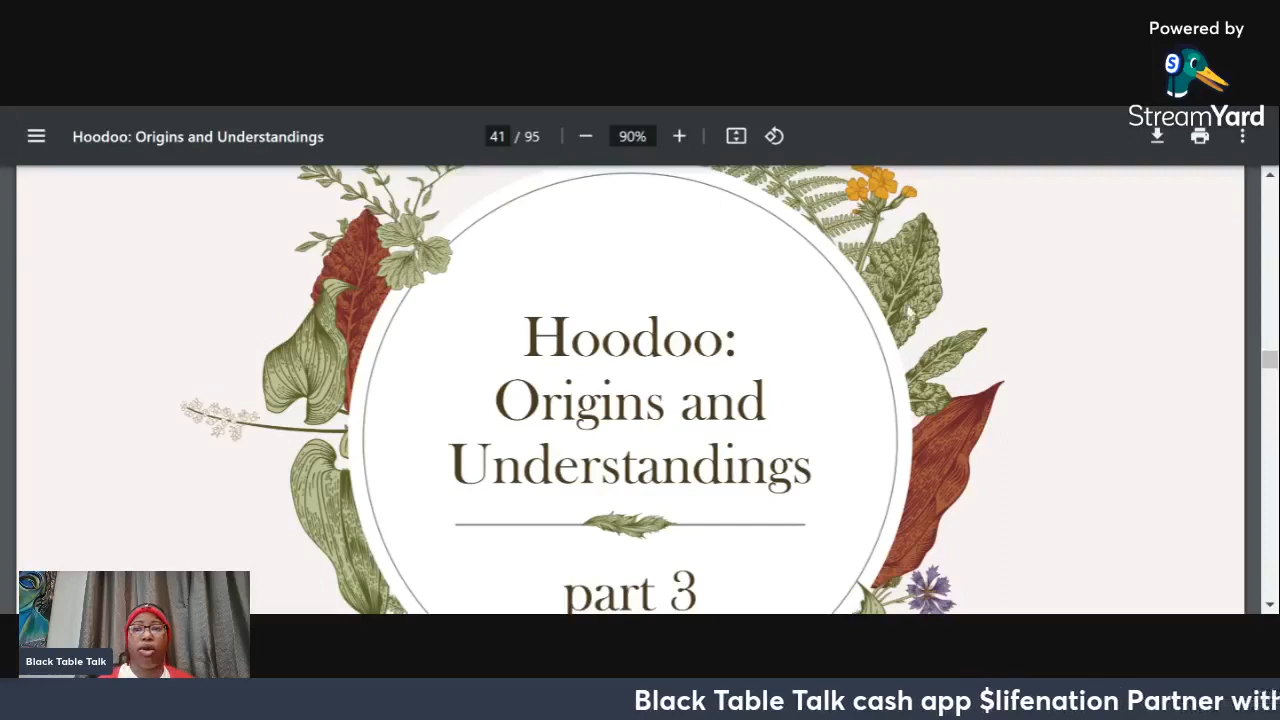 Powered by
S
StreamYard
Hoodoo: Origins and Understandings
41 / 95
90%
Hoodoo:
Origins and
Understandings
part 3
Black Table Talk
Black Table Talk cash app $lifenation Partner with